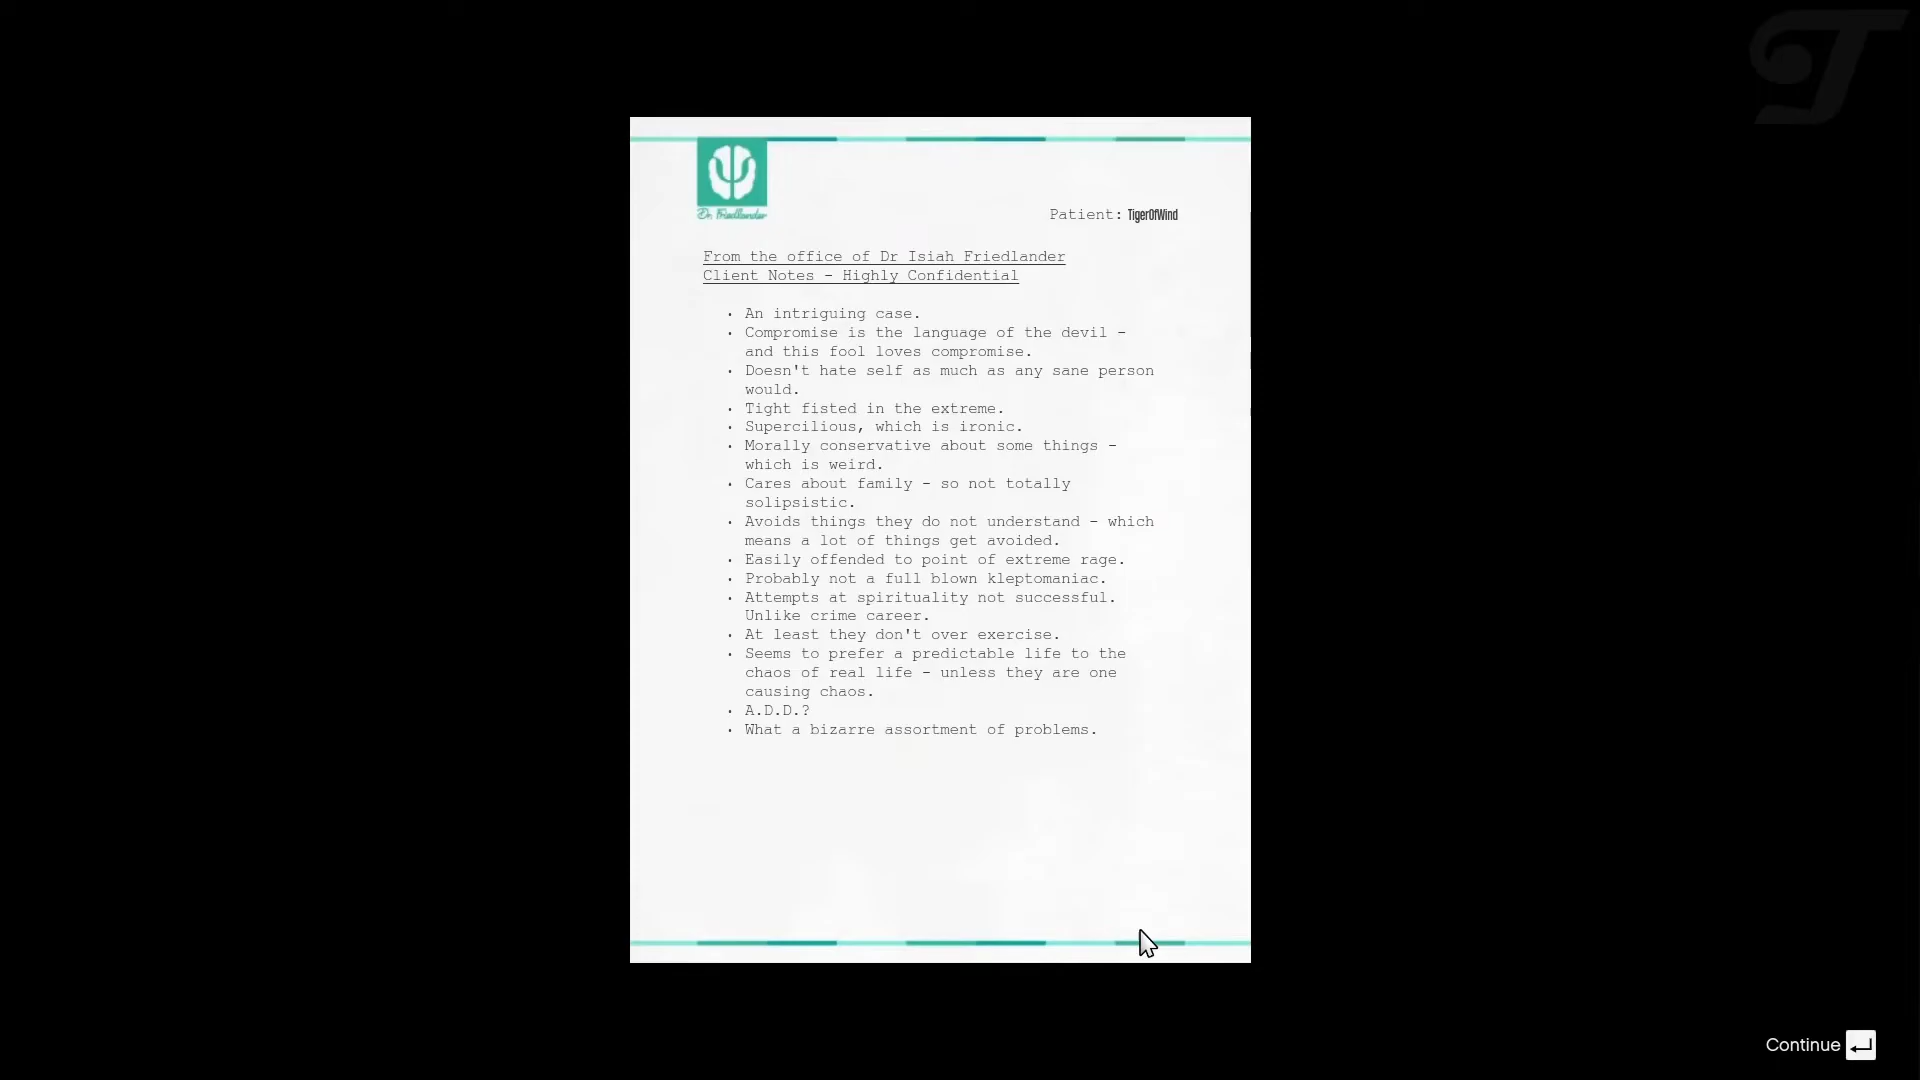 Dr. Friedlander
Patient: TigerOfWind
From the office of Dr Isiah Friedlander
Client Notes - Highly Confidential
· An intriguing case.
· Compromise is the language of the devil -
and this fool loves compromise.
· Doesn't hate self as much as any sane person
would.
· Tight fisted in the extreme.
· Supercilious, which is ironic.
· Morally conservative about some things -
which is weird.
· Cares about family - so not totally
solipsistic.
· Avoids things they do not understand - which
means a lot of things get avoided.
· Easily offended to point of extreme rage.
· Probably not a full blown kleptomaniac.
· Attempts at spirituality not successful.
Unlike crime career.
· At least they don't over exercise.
· Seems to prefer a predictable life to the
chaos of real life - unless they are one
causing chaos.
· A.D.D.?
· What a bizarre assortment of problems.
Continue